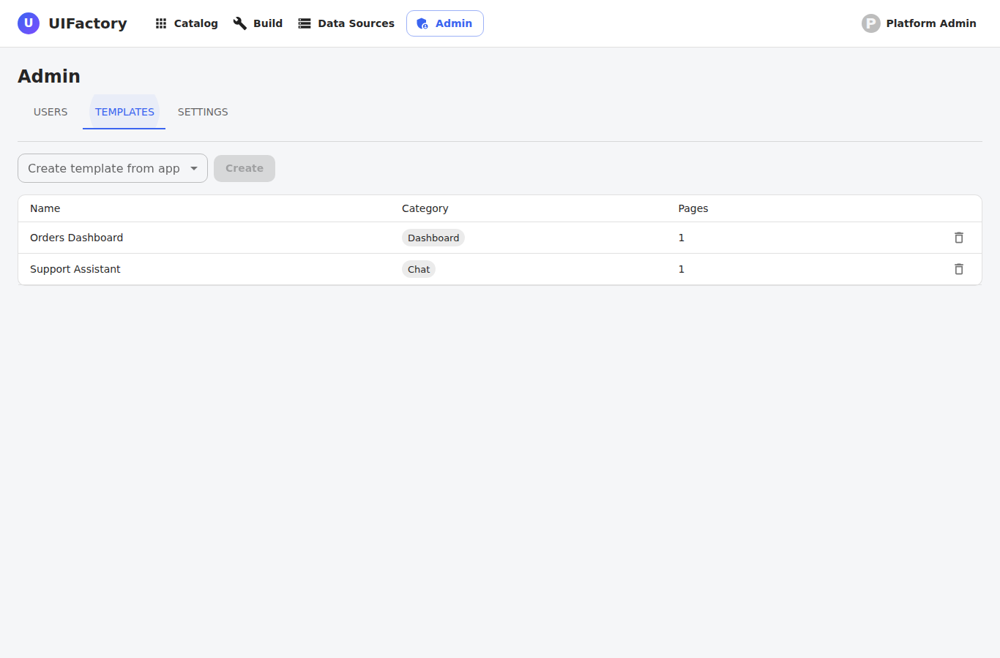 U UIFactory Catalog Build Data Sources Admin P Platform Admin
Admin
USERS TEMPLATES SETTINGS
Create template from app Create
Name Category Pages
Orders Dashboard Dashboard 1
Support Assistant Chat 1